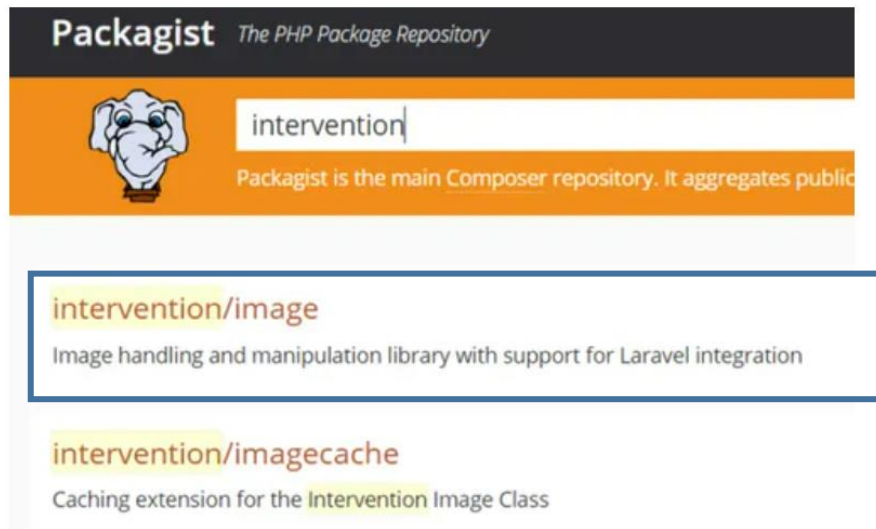 Packagist The PHP Package Repository
intervention
Packagist is the main Composer repository. It aggregates public
intervention/image
Image handling and manipulation library with support for Laravel integration
intervention/imagecache
Caching extension for the Intervention Image Class